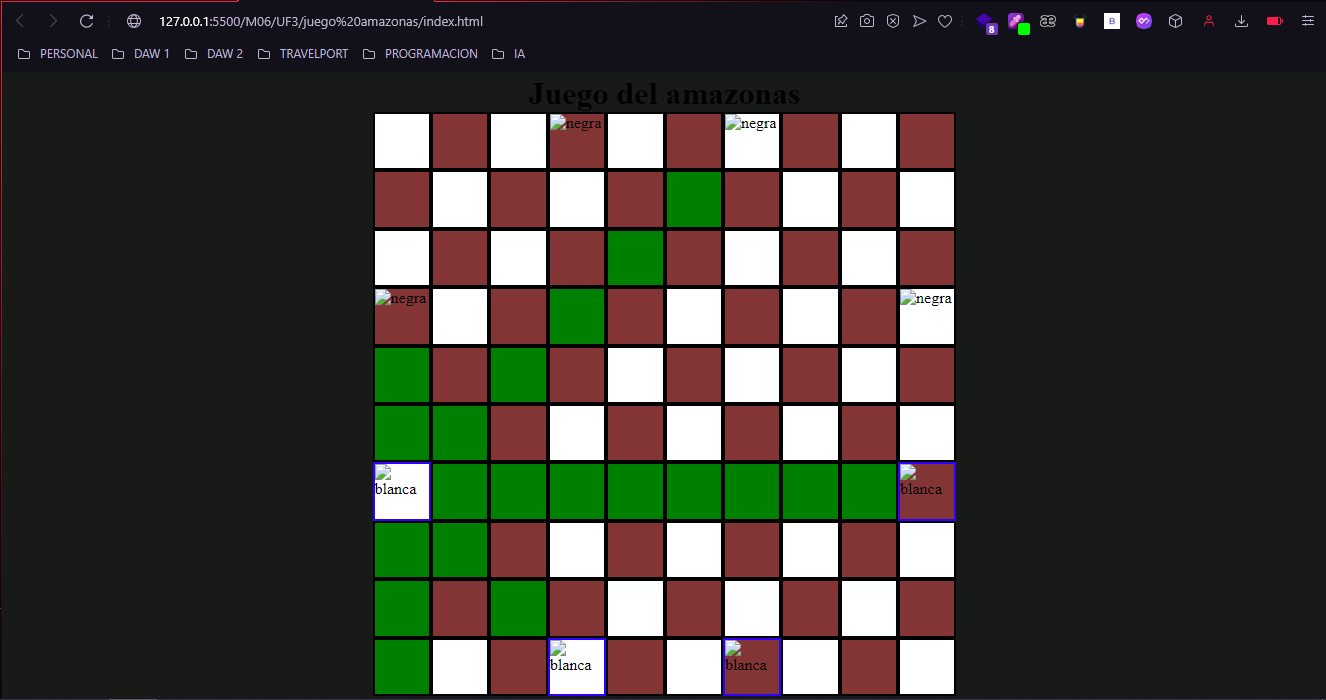 127.0.0.1:5500/M06/UF3/juego%20amazonas/index.html
8
B
PERSONAL DAW 1 DAW 2 TRAVELPORT PROGRAMACION IA
Juego del amazonas
negra negra
negra negra
blanca blanca
blanca blanca